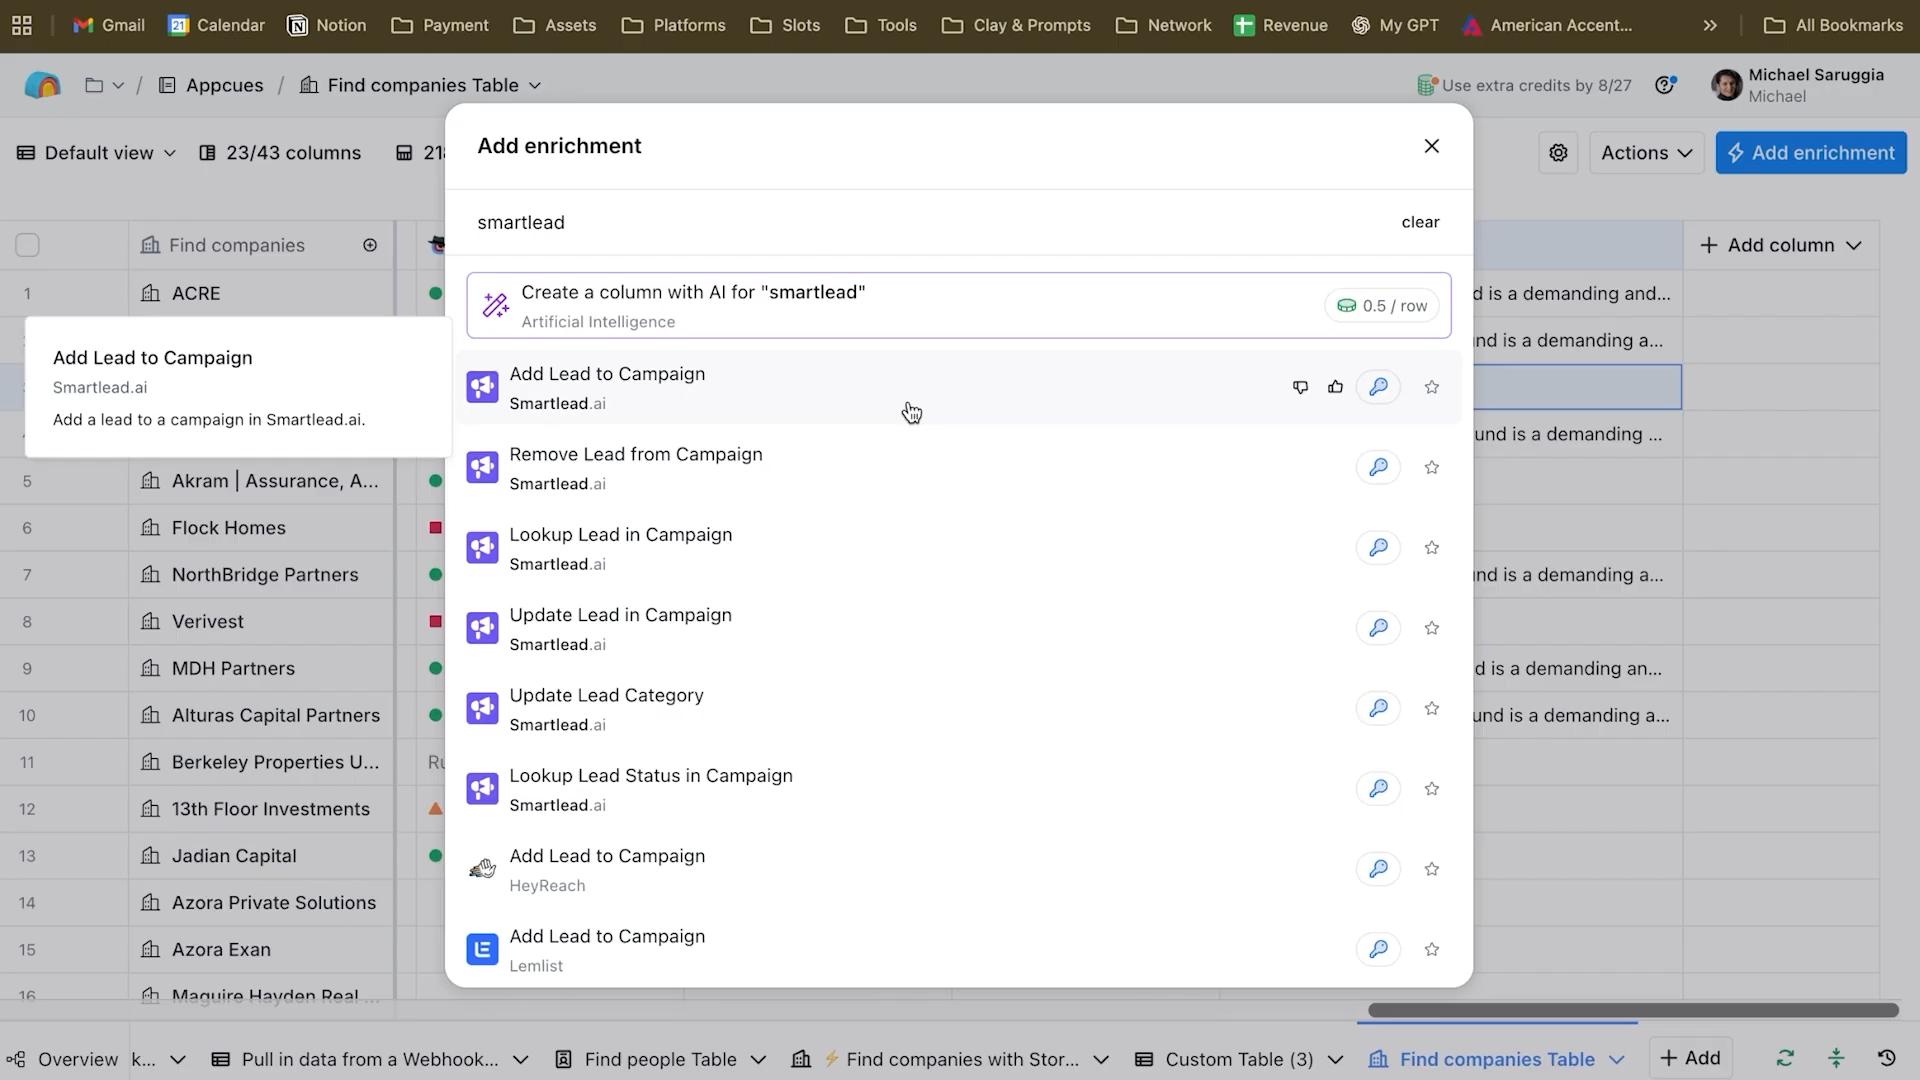 Gmail
21 Calendar
Notion
Payment
Assets
Platforms
Slots
Tools
Clay & Prompts
Network
Revenue
My GPT
American Accent...
All Bookmarks
/ Appcues / Find companies Table
Use extra credits by 8/27
Michael Saruggia
Michael
Default view
23/43 columns
Actions
Add enrichment
Add enrichment
smartlead
clear
Create a column with AI for "smartlead"
Artificial Intelligence
0.5 / row
Add Lead to Campaign
Smartlead.ai
Remove Lead from Campaign
Smartlead.ai
Lookup Lead in Campaign
Smartlead.ai
Update Lead in Campaign
Smartlead.ai
Update Lead Category
Smartlead.ai
Lookup Lead Status in Campaign
Smartlead.ai
Add Lead to Campaign
HeyReach
Add Lead to Campaign
Lemlist
Add Lead to Campaign
Smartlead.ai
Add a lead to a campaign in Smartlead.ai.
Find companies
Add column
1 ACRE
d is a demanding and...
nd is a demanding a...
und is a demanding ...
5 Akram | Assurance, A...
6 Flock Homes
7 NorthBridge Partners
nd is a demanding a...
8 Verivest
9 MDH Partners
d is a demanding an...
10 Alturas Capital Partners
und is a demanding a...
11 Berkeley Properties U...
Ru
12 13th Floor Investments
13 Jadian Capital
14 Azora Private Solutions
15 Azora Exan
16 Maguire Hayden Real ...
Overview
k...
Pull in data from a Webhook...
Find people Table
Find companies with Stor...
Custom Table (3)
Find companies Table
+ Add